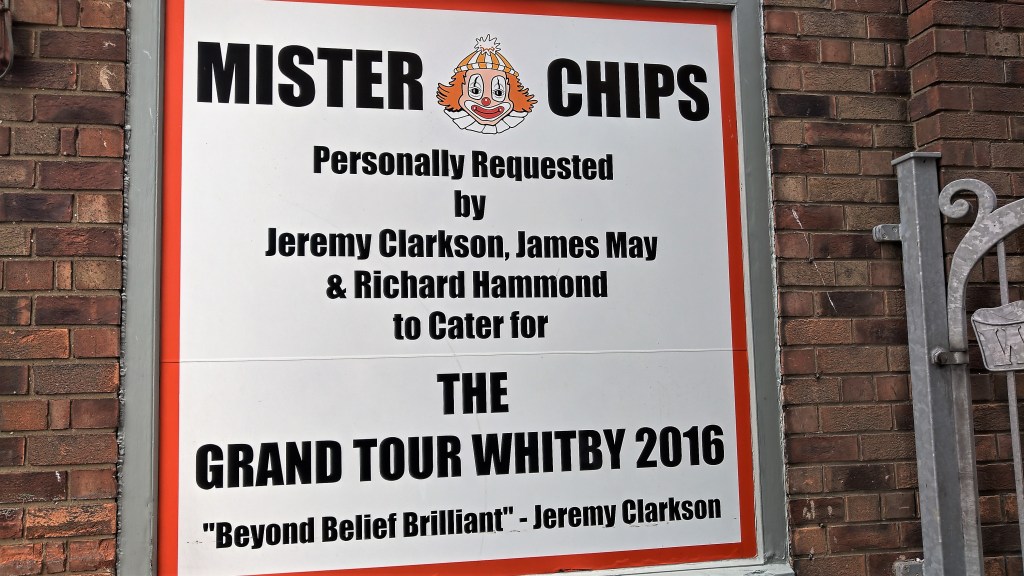 MISTER CHIPS
Personally Requested
by
Jeremy Clarkson, James May
& Richard Hammond
to Cater for
THE
GRAND TOUR WHITBY 2016
"Beyond Belief Brilliant" - Jeremy Clarkson